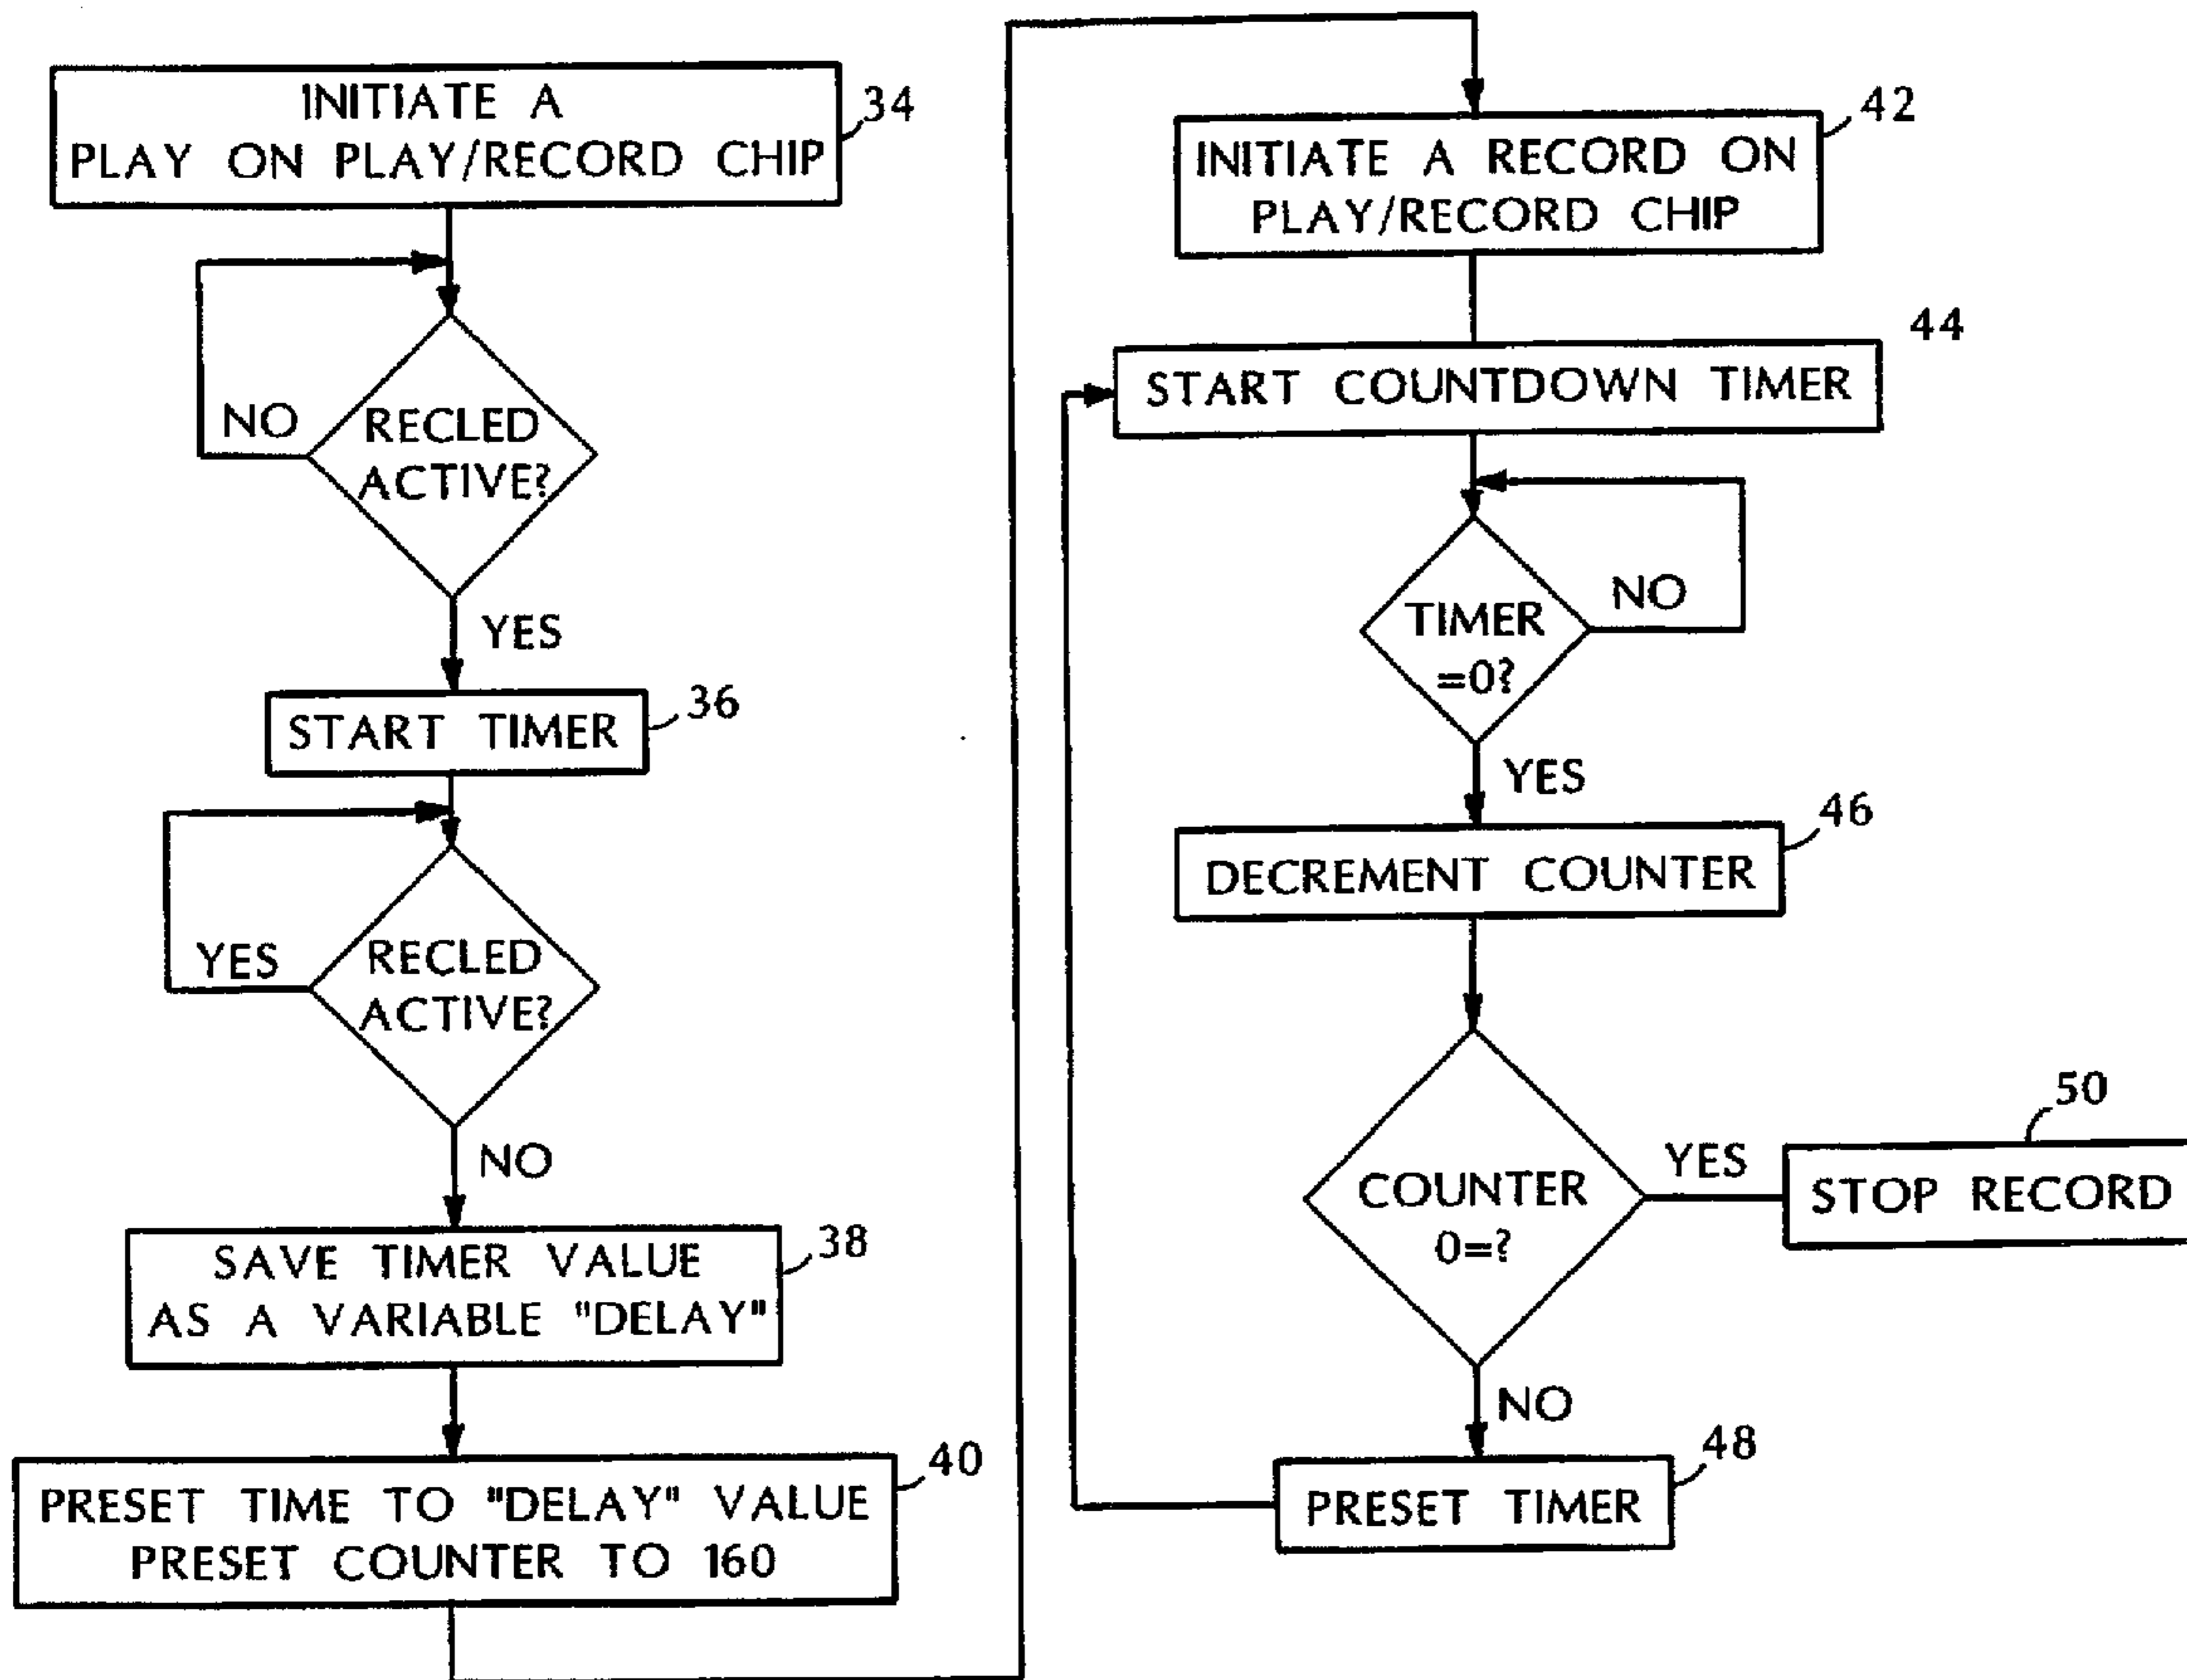 INITIATE A
PLAY ON PLAY/RECORD CHIP
34
NO
RECLED
ACTIVE?
YES
START TIMER
36
YES
RECLED
ACTIVE?
NO
SAVE TIMER VALUE
AS A VARIABLE "DELAY"
38
PRESET TIME TO "DELAY" VALUE
PRESET COUNTER TO 160
40
INITIATE A RECORD ON
PLAY/RECORD CHIP
42
START COUNTDOWN TIMER
44
TIMER
=0?
NO
YES
DECREMENT COUNTER
46
COUNTER
0=?
YES
STOP RECORD
50
NO
PRESET TIMER
48